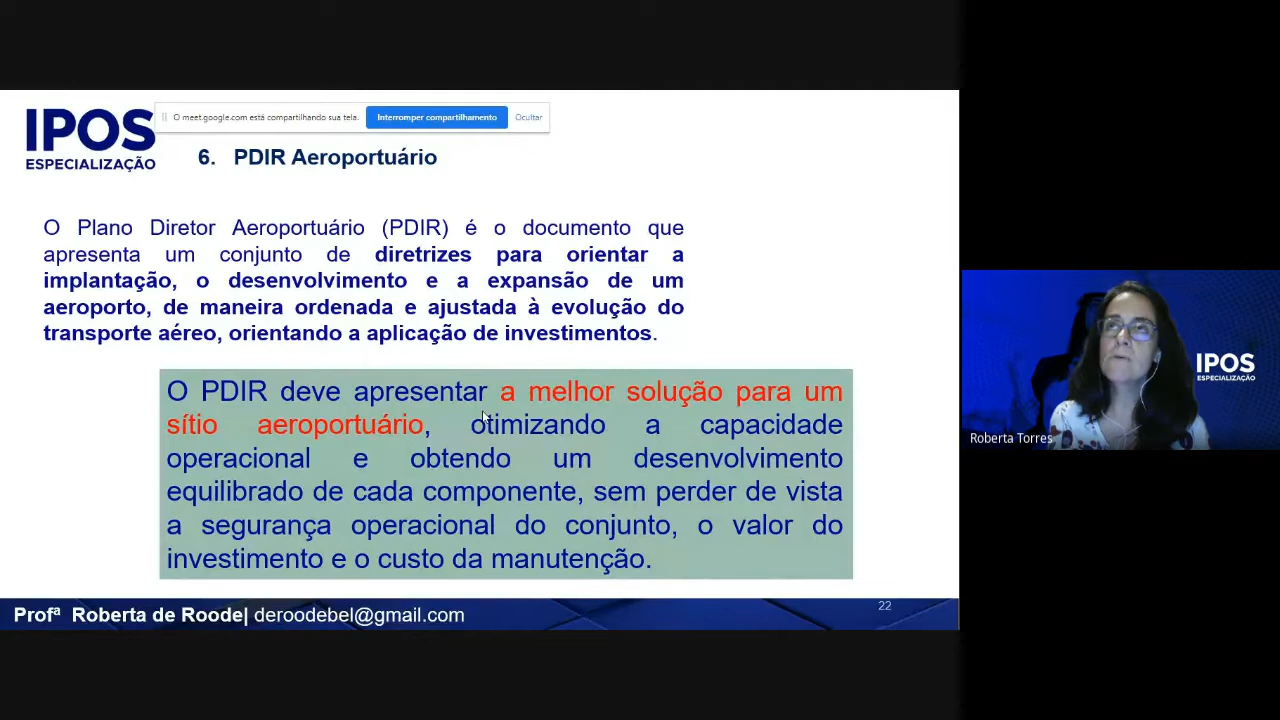 IPOS
ESPECIALIZAÇÃO
O meet.google.com está compartilhando sua tela.
Interromper compartilhamento
Ocultar
6. PDIR Aeroportuário
O Plano Diretor Aeroportuário (PDIR) é o documento que
apresenta um conjunto de diretrizes para orientar a
implantação, o desenvolvimento e a expansão de um
aeroporto, de maneira ordenada e ajustada à evolução do
transporte aéreo, orientando a aplicação de investimentos.
O PDIR deve apresentar a melhor solução para um
sítio aeroportuário, otimizando a capacidade
operacional e obtendo um desenvolvimento
equilibrado de cada componente, sem perder de vista
a segurança operacional do conjunto, o valor do
investimento e o custo da manutenção.
Profª Roberta de Roode| deroodebel@gmail.com
22
IPOS
ESPECIALIZAÇÃO
Roberta Torres